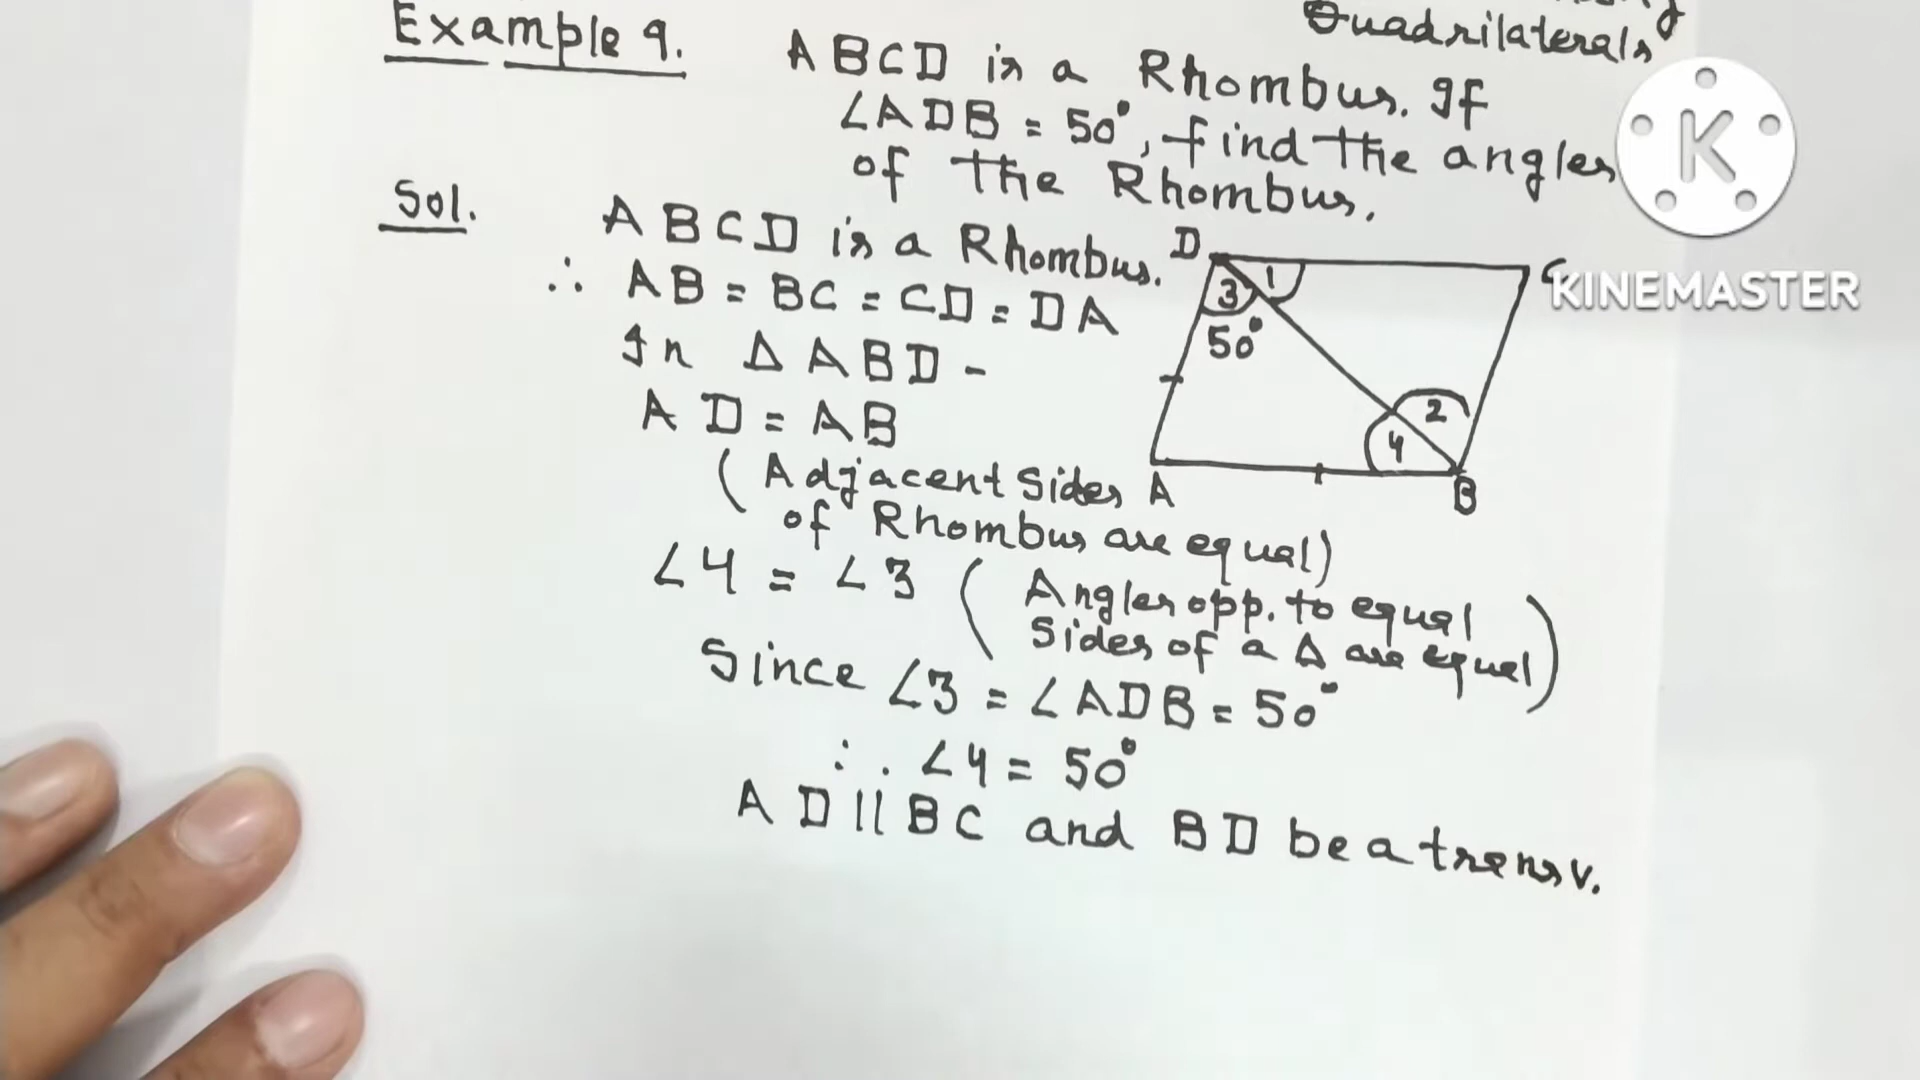 Quadrilaterals
Example 9. ABCD is a Rhombus. If
∠ADB = 50°, find the angles
of the Rhombus.
Sol. ABCD is a Rhombus.
∴ AB = BC = CD = DA
In Δ ABD -
AD = AB
(Adjacent Sides
of Rhombus are equal)
∠4 = ∠3 (Angles opp. to equal
Sides of a Δ are equal)
Since ∠3 = ∠ADB = 50°
∴ ∠4 = 50°
AD || BC and BD be a transv.
D
C
3
1
50°
2
4
A
B
K
KINEMASTER